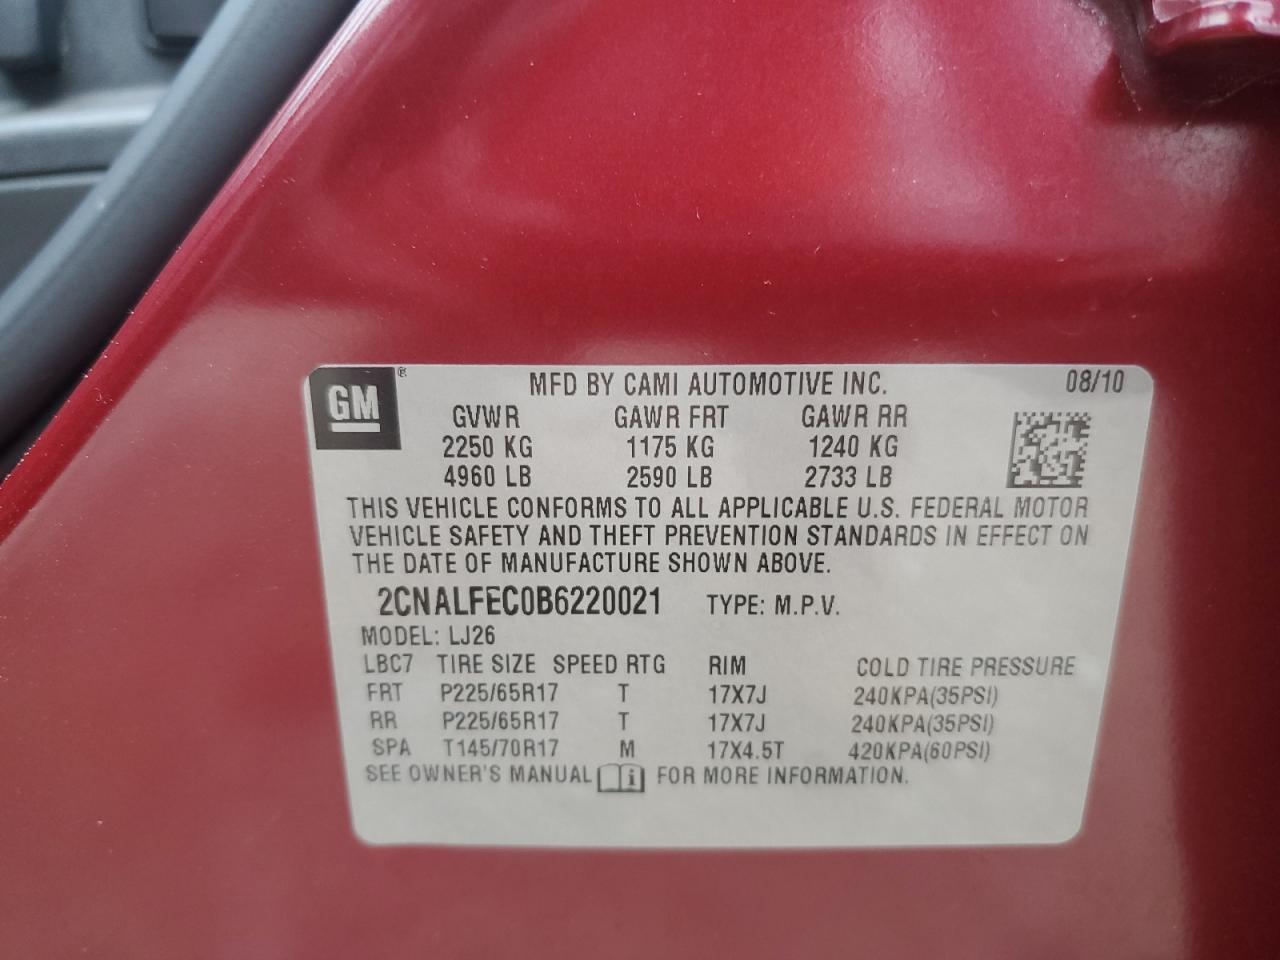 GM® MFD BY CAMI AUTOMOTIVE INC. 08/10
GVWR GAWR FRT GAWR RR
2250 KG 1175 KG 1240 KG
4960 LB 2590 LB 2733 LB
THIS VEHICLE CONFORMS TO ALL APPLICABLE U.S. FEDERAL MOTOR
VEHICLE SAFETY AND THEFT PREVENTION STANDARDS IN EFFECT ON
THE DATE OF MANUFACTURE SHOWN ABOVE.
2CNALFEC0B6220021 TYPE: M.P.V.
MODEL: LJ26
LBC7 TIRE SIZE SPEED RTG RIM COLD TIRE PRESSURE
FRT P225/65R17 T 17X7J 240KPA(35PSI)
RR P225/65R17 T 17X7J 240KPA(35PSI)
SPA T145/70R17 M 17X4.5T 420KPA(60PSI)
SEE OWNER'S MANUAL i FOR MORE INFORMATION.